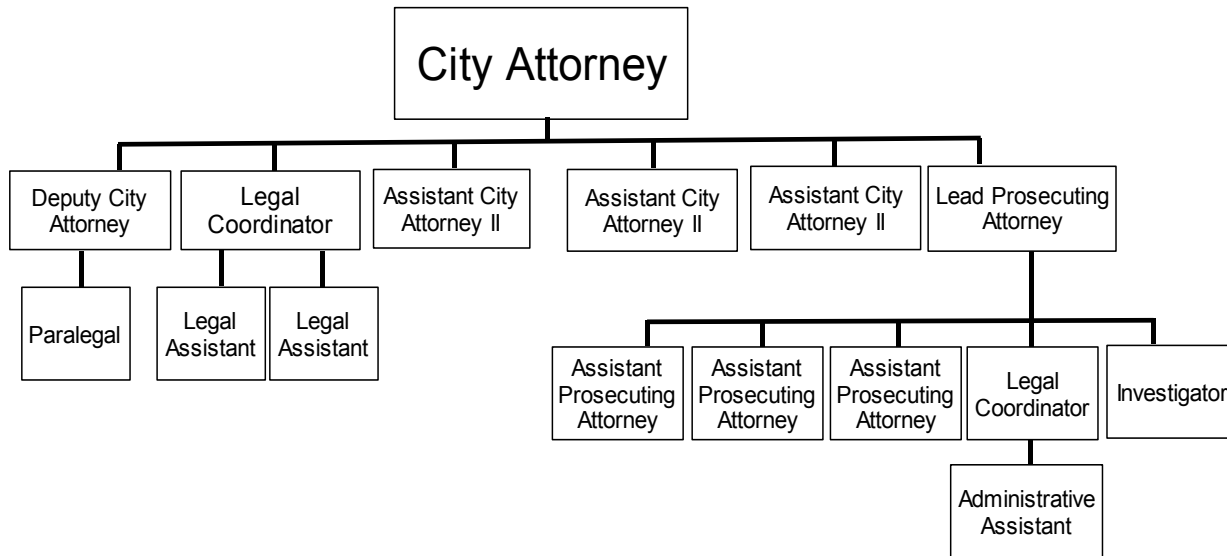 City Attorney
Deputy City
Attorney
Legal
Coordinator
Assistant City
Attorney II
Assistant City
Attorney II
Assistant City
Attorney II
Lead Prosecuting
Attorney
Paralegal
Legal
Assistant
Legal
Assistant
Assistant
Prosecuting
Attorney
Assistant
Prosecuting
Attorney
Assistant
Prosecuting
Attorney
Legal
Coordinator
Investigator
Administrative
Assistant